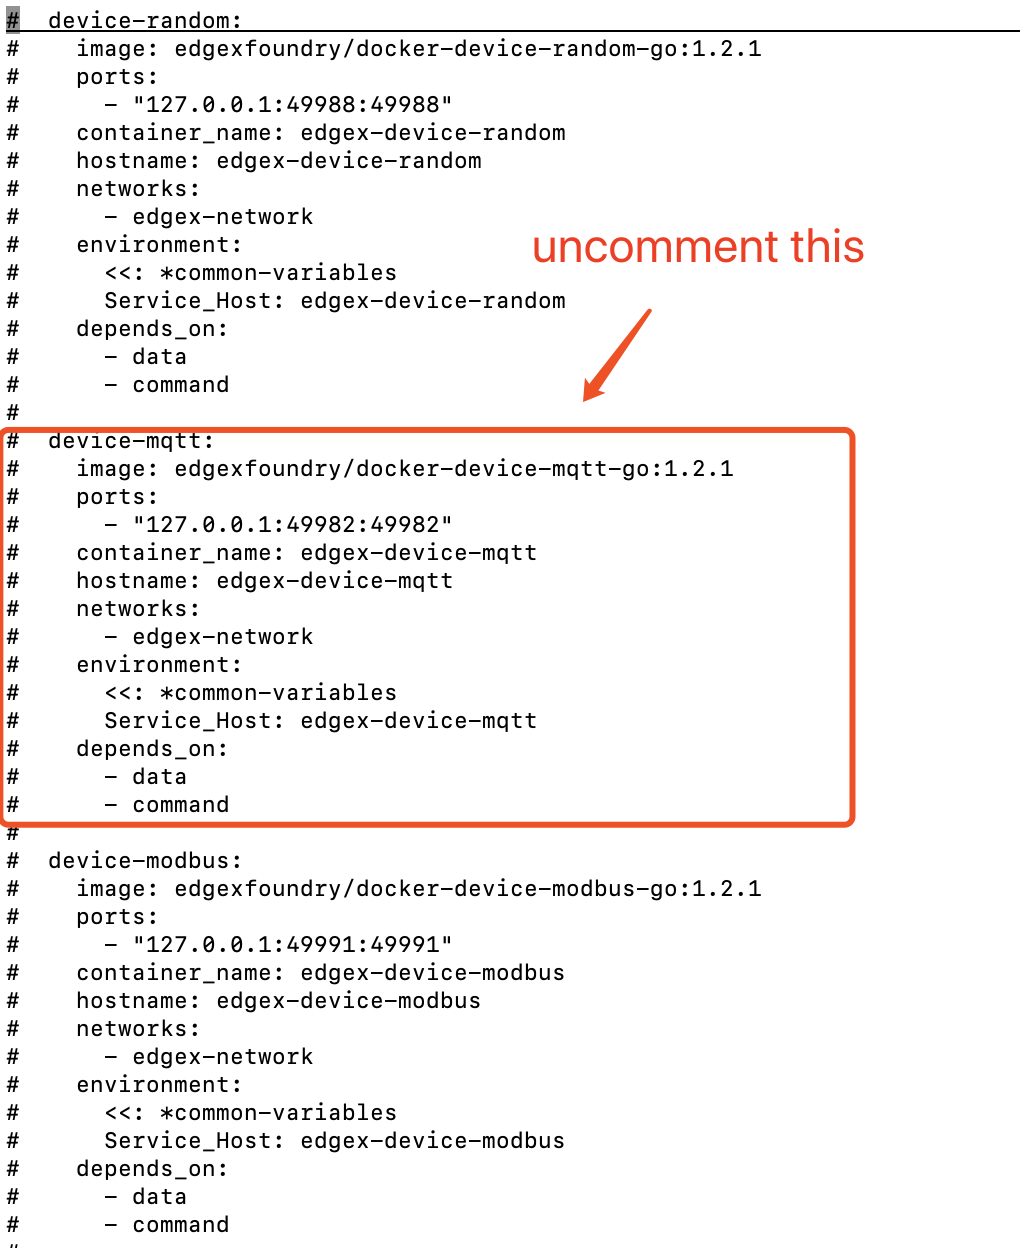 #  device-random:
#    image: edgexfoundry/docker-device-random-go:1.2.1
#    ports:
#      - "127.0.0.1:49988:49988"
#    container_name: edgex-device-random
#    hostname: edgex-device-random
#    networks:
#      - edgex-network
#    environment:
uncomment this
#      <<: *common-variables
#      Service_Host: edgex-device-random
#    depends_on:
#      - data
#      - command
#
#  device-mqtt:
#    image: edgexfoundry/docker-device-mqtt-go:1.2.1
#    ports:
#      - "127.0.0.1:49982:49982"
#    container_name: edgex-device-mqtt
#    hostname: edgex-device-mqtt
#    networks:
#      - edgex-network
#    environment:
#      <<: *common-variables
#      Service_Host: edgex-device-mqtt
#    depends_on:
#      - data
#      - command
#
#  device-modbus:
#    image: edgexfoundry/docker-device-modbus-go:1.2.1
#    ports:
#      - "127.0.0.1:49991:49991"
#    container_name: edgex-device-modbus
#    hostname: edgex-device-modbus
#    networks:
#      - edgex-network
#    environment:
#      <<: *common-variables
#      Service_Host: edgex-device-modbus
#    depends_on:
#      - data
#      - command
#